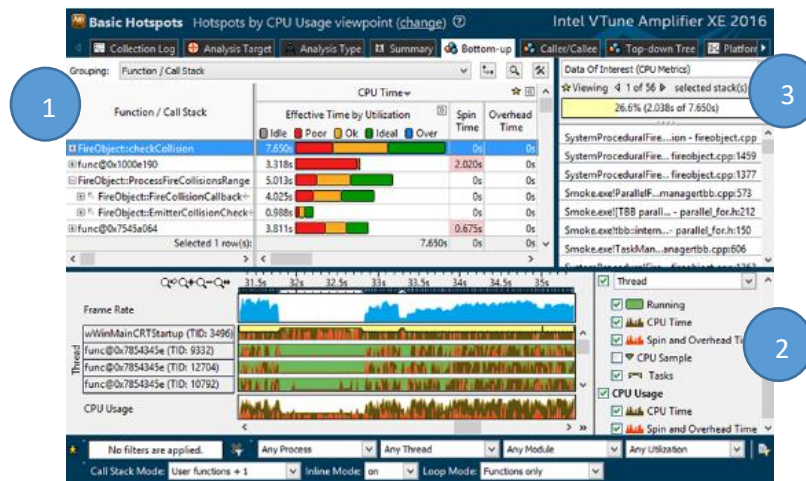 Basic Hotspots Hotspots by CPU Usage viewpoint (change) Intel VTune Amplifier XE 2016
Collection Log Analysis Target Analysis Type Summary Bottom-up Caller/Callee Top-down Tree Platforr
Grouping: Function / Call Stack
Data Of Interest (CPU Metrics)
1
3
Function / Call Stack
CPU Time
Viewing 1 of 56 selected stack(s)
Effective Time by Utilization
Spin Time
Overhead Time
26.6% (2.038s of 7.650s)
Idle Poor Ok Ideal Over
FireObject::checkCollision 7.650s 0s 0s
func@0x1000e190 3.318s 2.020s 0s
FireObject::ProcessFireCollisionsRange 5.013s 0s 0s
FireObject::FireCollisionCallback 4.025s 0s 0s
FireObject::EmitterCollisionCheck 0.988s 0s 0s
func@0x7545a064 3.811s 0.675s 0s
Selected 1 row(s): 7.650s 0s 0s
SystemProceduralFire...ion - fireobject.cpp
SystemProceduralFire... fireobject.cpp:1459
SystemProceduralFire... fireobject.cpp:1377
Smoke.exe!ParallelF...managertbb.cpp:573
Smoke.exe![TBB parall... - parallel_for.h:212
Smoke.exe!tbb::intern...- parallel_for.h:150
Smoke.exe!TaskMan...anagertbb.cpp:606
31.5s 32s 32.5s 33s 33.5s 34s 34.5s 35s
Frame Rate
Thread
wWinMainCRTStartup (TID: 3496)
func@0x7854345e (TID: 9332)
func@0x7854345e (TID: 12704)
func@0x7854345e (TID: 10792)
CPU Usage
Thread
Running
CPU Time
Spin and Overhead Ti
2
CPU Sample
Tasks
CPU Usage
CPU Time
Spin and Overhead Time
No filters are applied. Any Process Any Thread Any Module Any Utilization
Call Stack Mode: User functions + 1 Inline Mode: on Loop Mode: Functions only